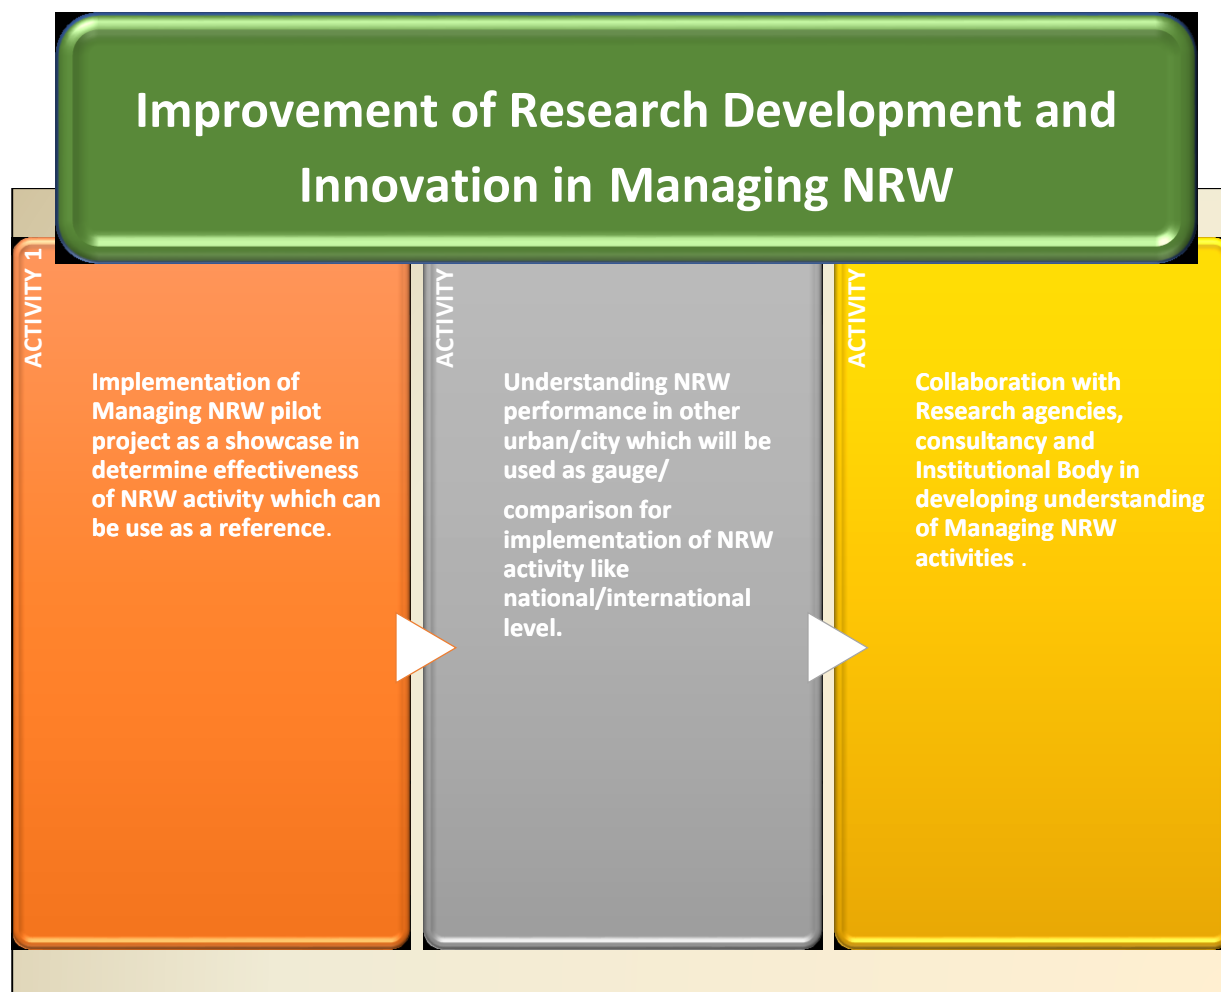 Improvement of Research Development and
Innovation in Managing NRW
ACTIVITY 1
Implementation of
Managing NRW pilot
project as a showcase in
determine effectiveness
of NRW activity which can
be use as a reference.
ACTIVITY
Understanding NRW
performance in other
urban/city which will be
used as gauge/
comparison for
implementation of NRW
activity like
national/international
level.
ACTIVITY
Collaboration with
Research agencies,
consultancy and
Institutional Body in
developing understanding
of Managing NRW
activities .